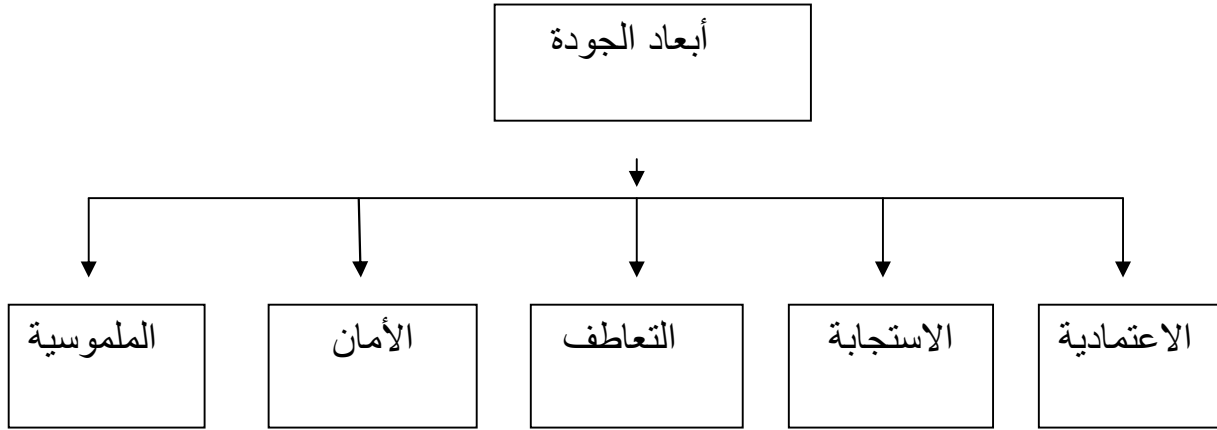 أبعاد الجودة
الاعتمادية
الاستجابة
التعاطف
الأمان
الملموسية